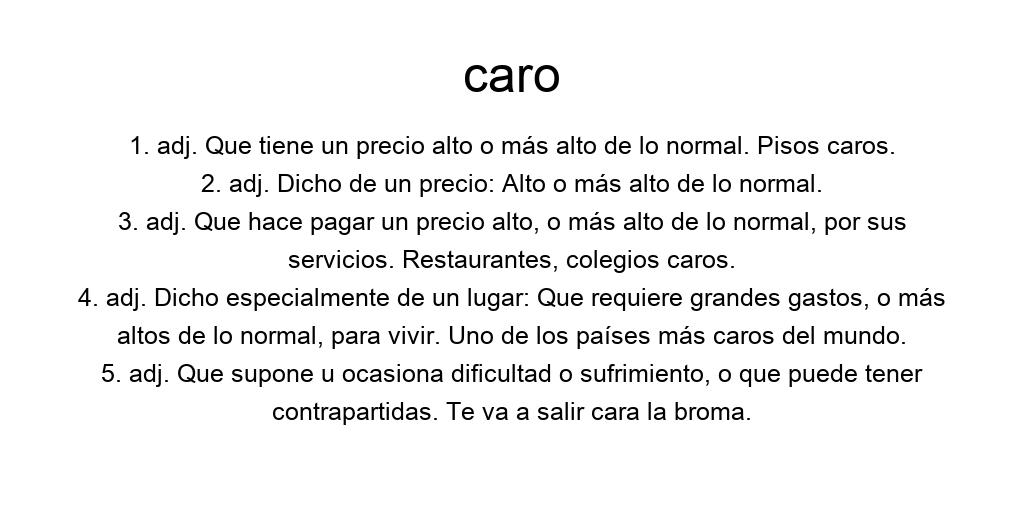 caro
1. adj. Que tiene un precio alto o más alto de lo normal. Pisos caros.
2. adj. Dicho de un precio: Alto o más alto de lo normal.
3. adj. Que hace pagar un precio alto, o más alto de lo normal, por sus
servicios. Restaurantes, colegios caros.
4. adj. Dicho especialmente de un lugar: Que requiere grandes gastos, o más
altos de lo normal, para vivir. Uno de los países más caros del mundo.
5. adj. Que supone u ocasiona dificultad o sufrimiento, o que puede tener
contrapartidas. Te va a salir cara la broma.